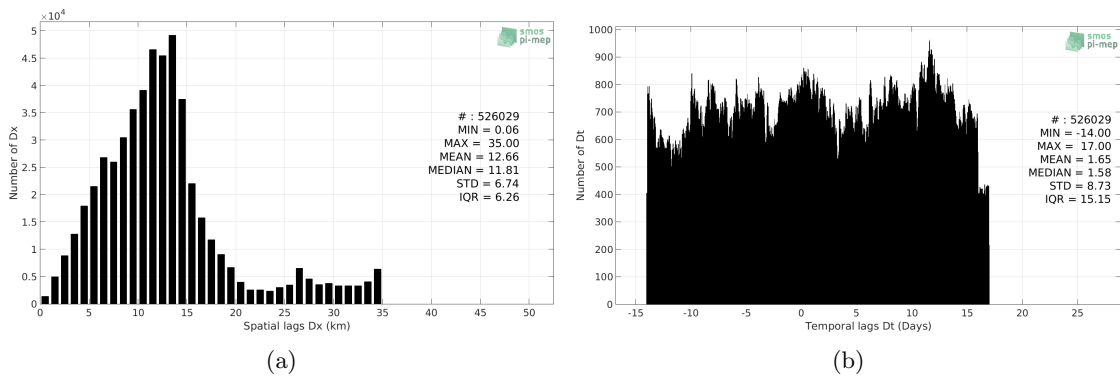 ×10⁴
5
4.5
4
3.5
3
2.5
2
1.5
1
0.5
0
Number of Dx
0 5 10 15 20 25 30 35 40 45 50
Spatial lags Dx (km)
smos
pi-mep
# : 526029
MIN = 0.06
MAX = 35.00
MEAN = 12.66
MEDIAN = 11.81
STD = 6.74
IQR = 6.26
(a)
1000
900
800
700
600
500
400
300
200
100
0
Number of Dt
-15 -10 -5 0 5 10 15 20 25
Temporal lags Dt (Days)
smos
pi-mep
# : 526029
MIN = -14.00
MAX = 17.00
MEAN = 1.65
MEDIAN = 1.58
STD = 8.73
IQR = 15.15
(b)